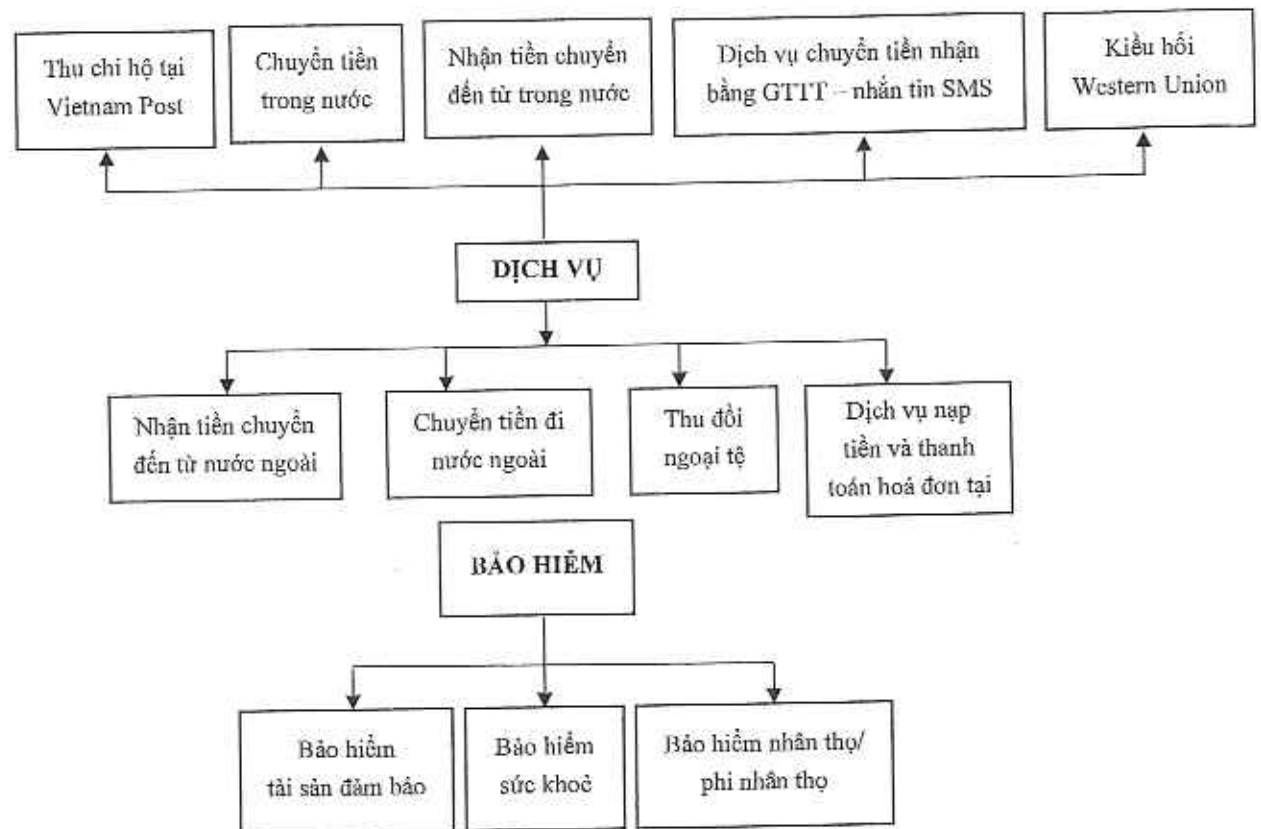 Thu chi hộ tại
Vietnam Post
Chuyển tiền
trong nước
Nhận tiền chuyển
đến từ trong nước
Dịch vụ chuyển tiền nhận
bằng GTTT – nhắn tin SMS
Kiều hối
Western Union
DỊCH VỤ
Nhận tiền chuyển
đến từ nước ngoài
Chuyển tiền đi
nước ngoài
Thu đổi
ngoại tệ
Dịch vụ nạp
tiền và thanh
toán hoá đơn tại
BẢO HIỂM
Bảo hiểm
tài sản đảm bảo
Bảo hiểm
sức khoẻ
Bảo hiểm nhân thọ/
phi nhân thọ